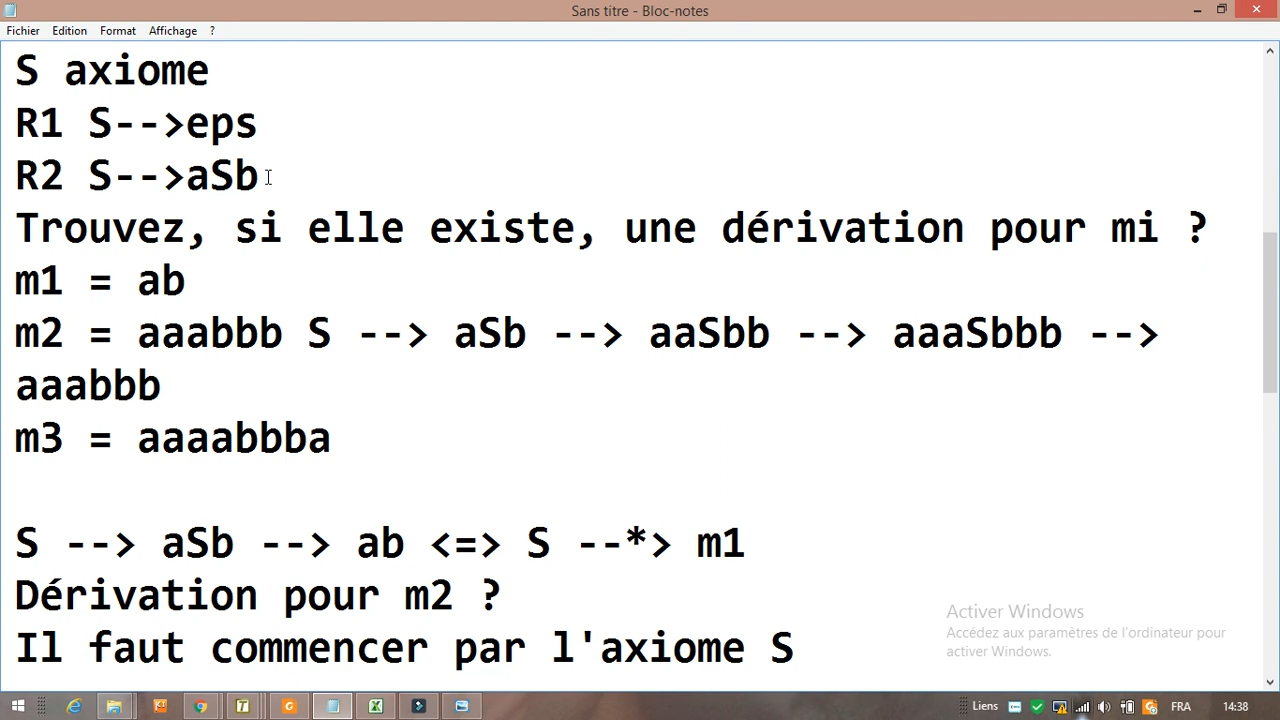 Sans titre - Bloc-notes
Fichier Edition Format Affichage ?
S axiome
R1 S-->eps
R2 S-->aSb
Trouvez, si elle existe, une dérivation pour mi ?
m1 = ab
m2 = aaabbb S --> aSb --> aaSbb --> aaaSbbb -->
aaabbb
m3 = aaaabbba
S --> aSb --> ab <=> S --*> m1
Dérivation pour m2 ?
Il faut commencer par l'axiome S
Activer Windows
Accédez aux paramètres de l'ordinateur pour
activer Windows.
Liens FRA 14:38